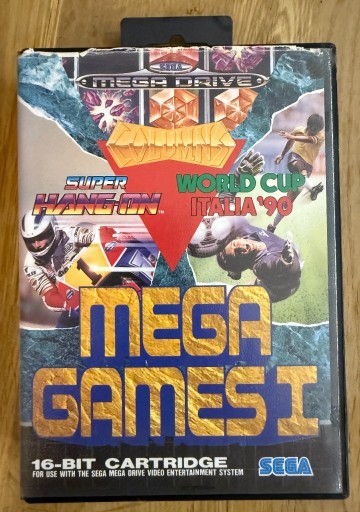 SEGA
MEGA DRIVE
COLUMNS
SUPER
HANG-ON™
WORLD CUP
ITALIA '90
MEGA
GAMES I
16-BIT CARTRIDGE
FOR USE WITH THE SEGA MEGA DRIVE VIDEO ENTERTAINMENT SYSTEM
SEGA